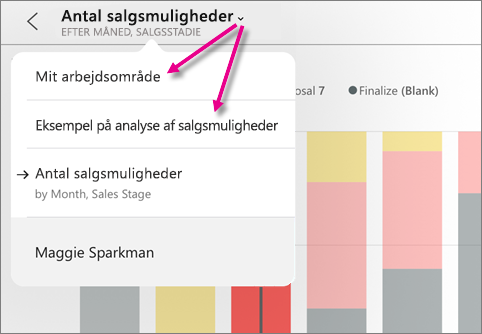 Antal salgsmuligheder
EFTER MÅNED, SALGSSTADIE
Mit arbejdsområde
Eksempel på analyse af salgsmuligheder
Antal salgsmuligheder
by Month, Sales Stage
Maggie Sparkman
7
Finalize (Blank)